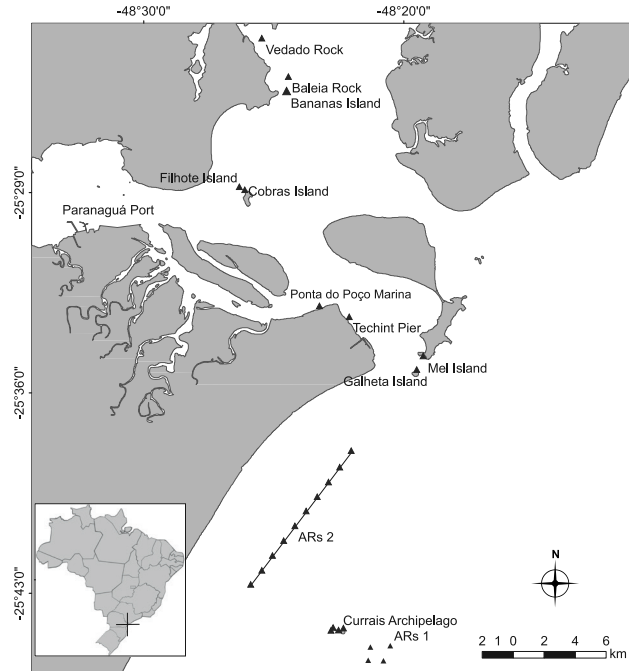 -48°30'0"
-48°20'0"
Vedado Rock
Baleia Rock
Bananas Island
Filhote Island
Cobras Island
-25°29'0"
Paranaguá Port
Ponta do Poço Marina
Techint Pier
Mel Island
Galheta Island
-25°36'0"
ARs 2
N
-25°43'0"
Currais Archipelago
ARs 1
2 1 0 2 4 6
km